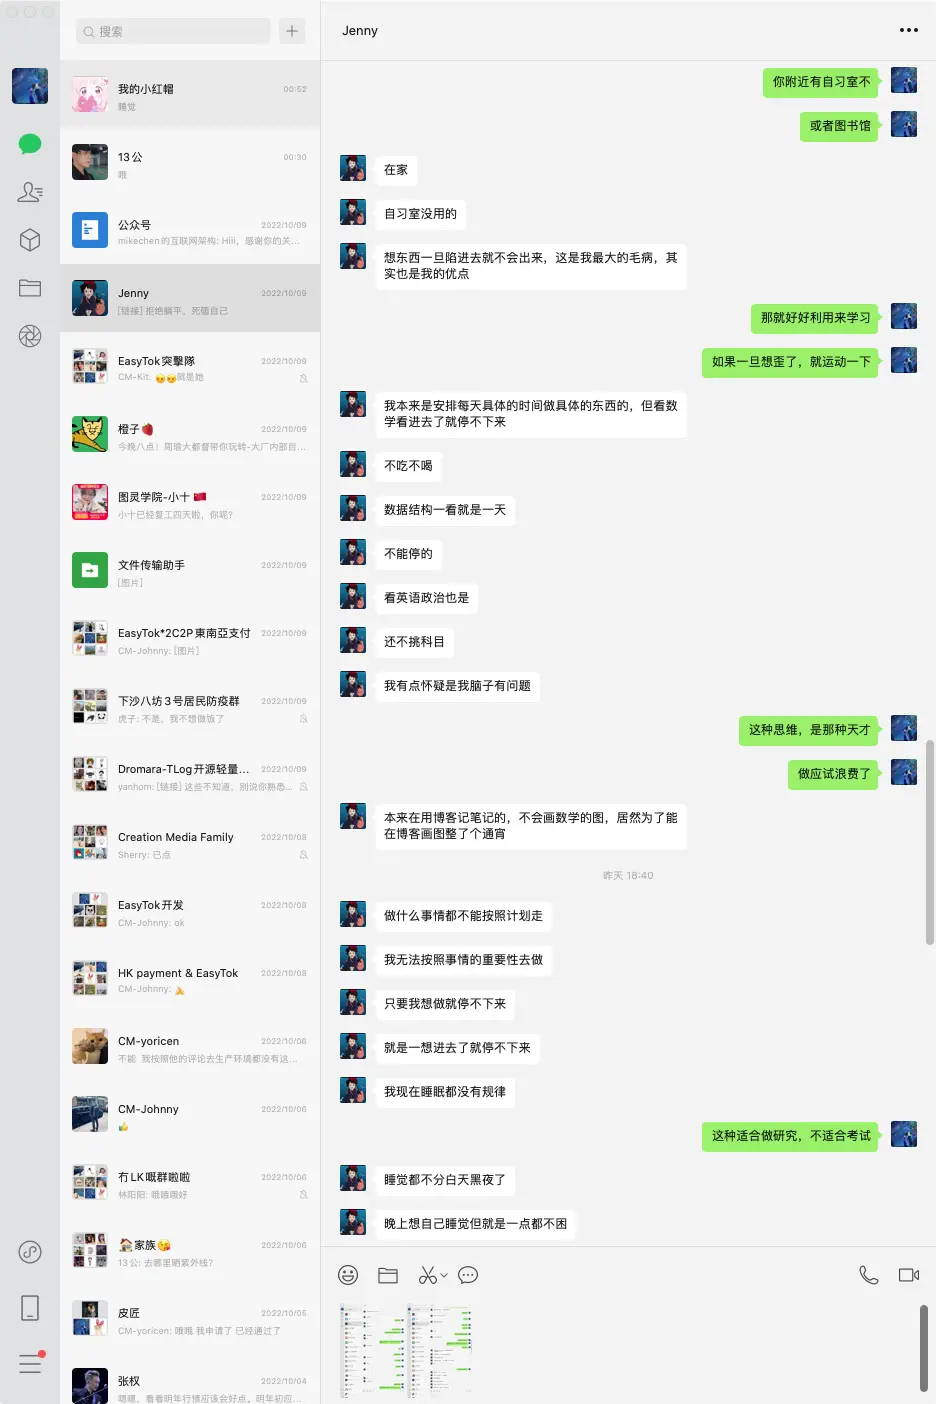 搜索
我的小红帽
00:52
睡觉
13公
00:30
哦
公众号
2022/10/09
mikechen的互联网架构: Hiii，感谢你的关...
Jenny
2022/10/09
[链接] 拒绝躺平，死磕自己
EasyTok突擊隊
2022/10/09
CM-Kit: 😎😎就是她
橙子🍓
2022/10/09
今晚八点！周瑜大都督带你玩转-大厂内部目...
图灵学院-小十 🇨🇳
2022/10/09
小十已经复工四天啦，你呢?
文件传输助手
2022/10/09
[图片]
EasyTok*2C2P東南亞支付
2022/10/09
CM-Johnny: [图片]
下沙八坊3号居民防疫群
2022/10/09
虎子: 不是，我不想做饭了
Dromara-TLog开源轻量...
2022/10/09
yanhom: [链接] 这些不知道，别说你熟悉...
Creation Media Family
2022/10/08
Sherry: 已点
EasyTok开发
2022/10/08
CM-Johnny: ok
HK payment & EasyTok
2022/10/08
CM-Johnny: 🙏
CM-yoricen
2022/10/06
不能 我按照他的评论去生产环境都没有这...
CM-Johnny
2022/10/06
👍
冇LK嘅群啦啦
2022/10/06
林阳阳: 哦哦哦好
🏠家族😘
2022/10/06
13公: 去哪里晒紫外线?
皮匠
2022/10/05
CM-yoricen: 哦哦 我申请了 已经通过了
张权
2022/10/04
嗯嗯，看看明年行情应该会好点。明年初应...
Jenny
你附近有自习室不
或者图书馆
在家
自习室没用的
想东西一旦陷进去就不会出来，这是我最大的毛病，其
实也是我的优点
那就好好利用来学习
如果一旦想歪了，就运动一下
我本来是安排每天具体的时间做具体的东西的，但看数
学看进去了就停不下来
不吃不喝
数据结构一看就是一天
不能停的
看英语政治也是
还不挑科目
我有点怀疑是我脑子有问题
这种思维，是那种天才
做应试浪费了
本来在用博客记笔记的，不会画数学的图，居然为了能
在博客画图整了个通宵
昨天 18:40
做什么事情都不能按照计划走
我无法按照事情的重要性去做
只要我想做就停不下来
就是一想进去了就停不下来
我现在睡眠都没有规律
这种适合做研究，不适合考试
睡觉都不分白天黑夜了
晚上想自己睡觉但就是一点都不困